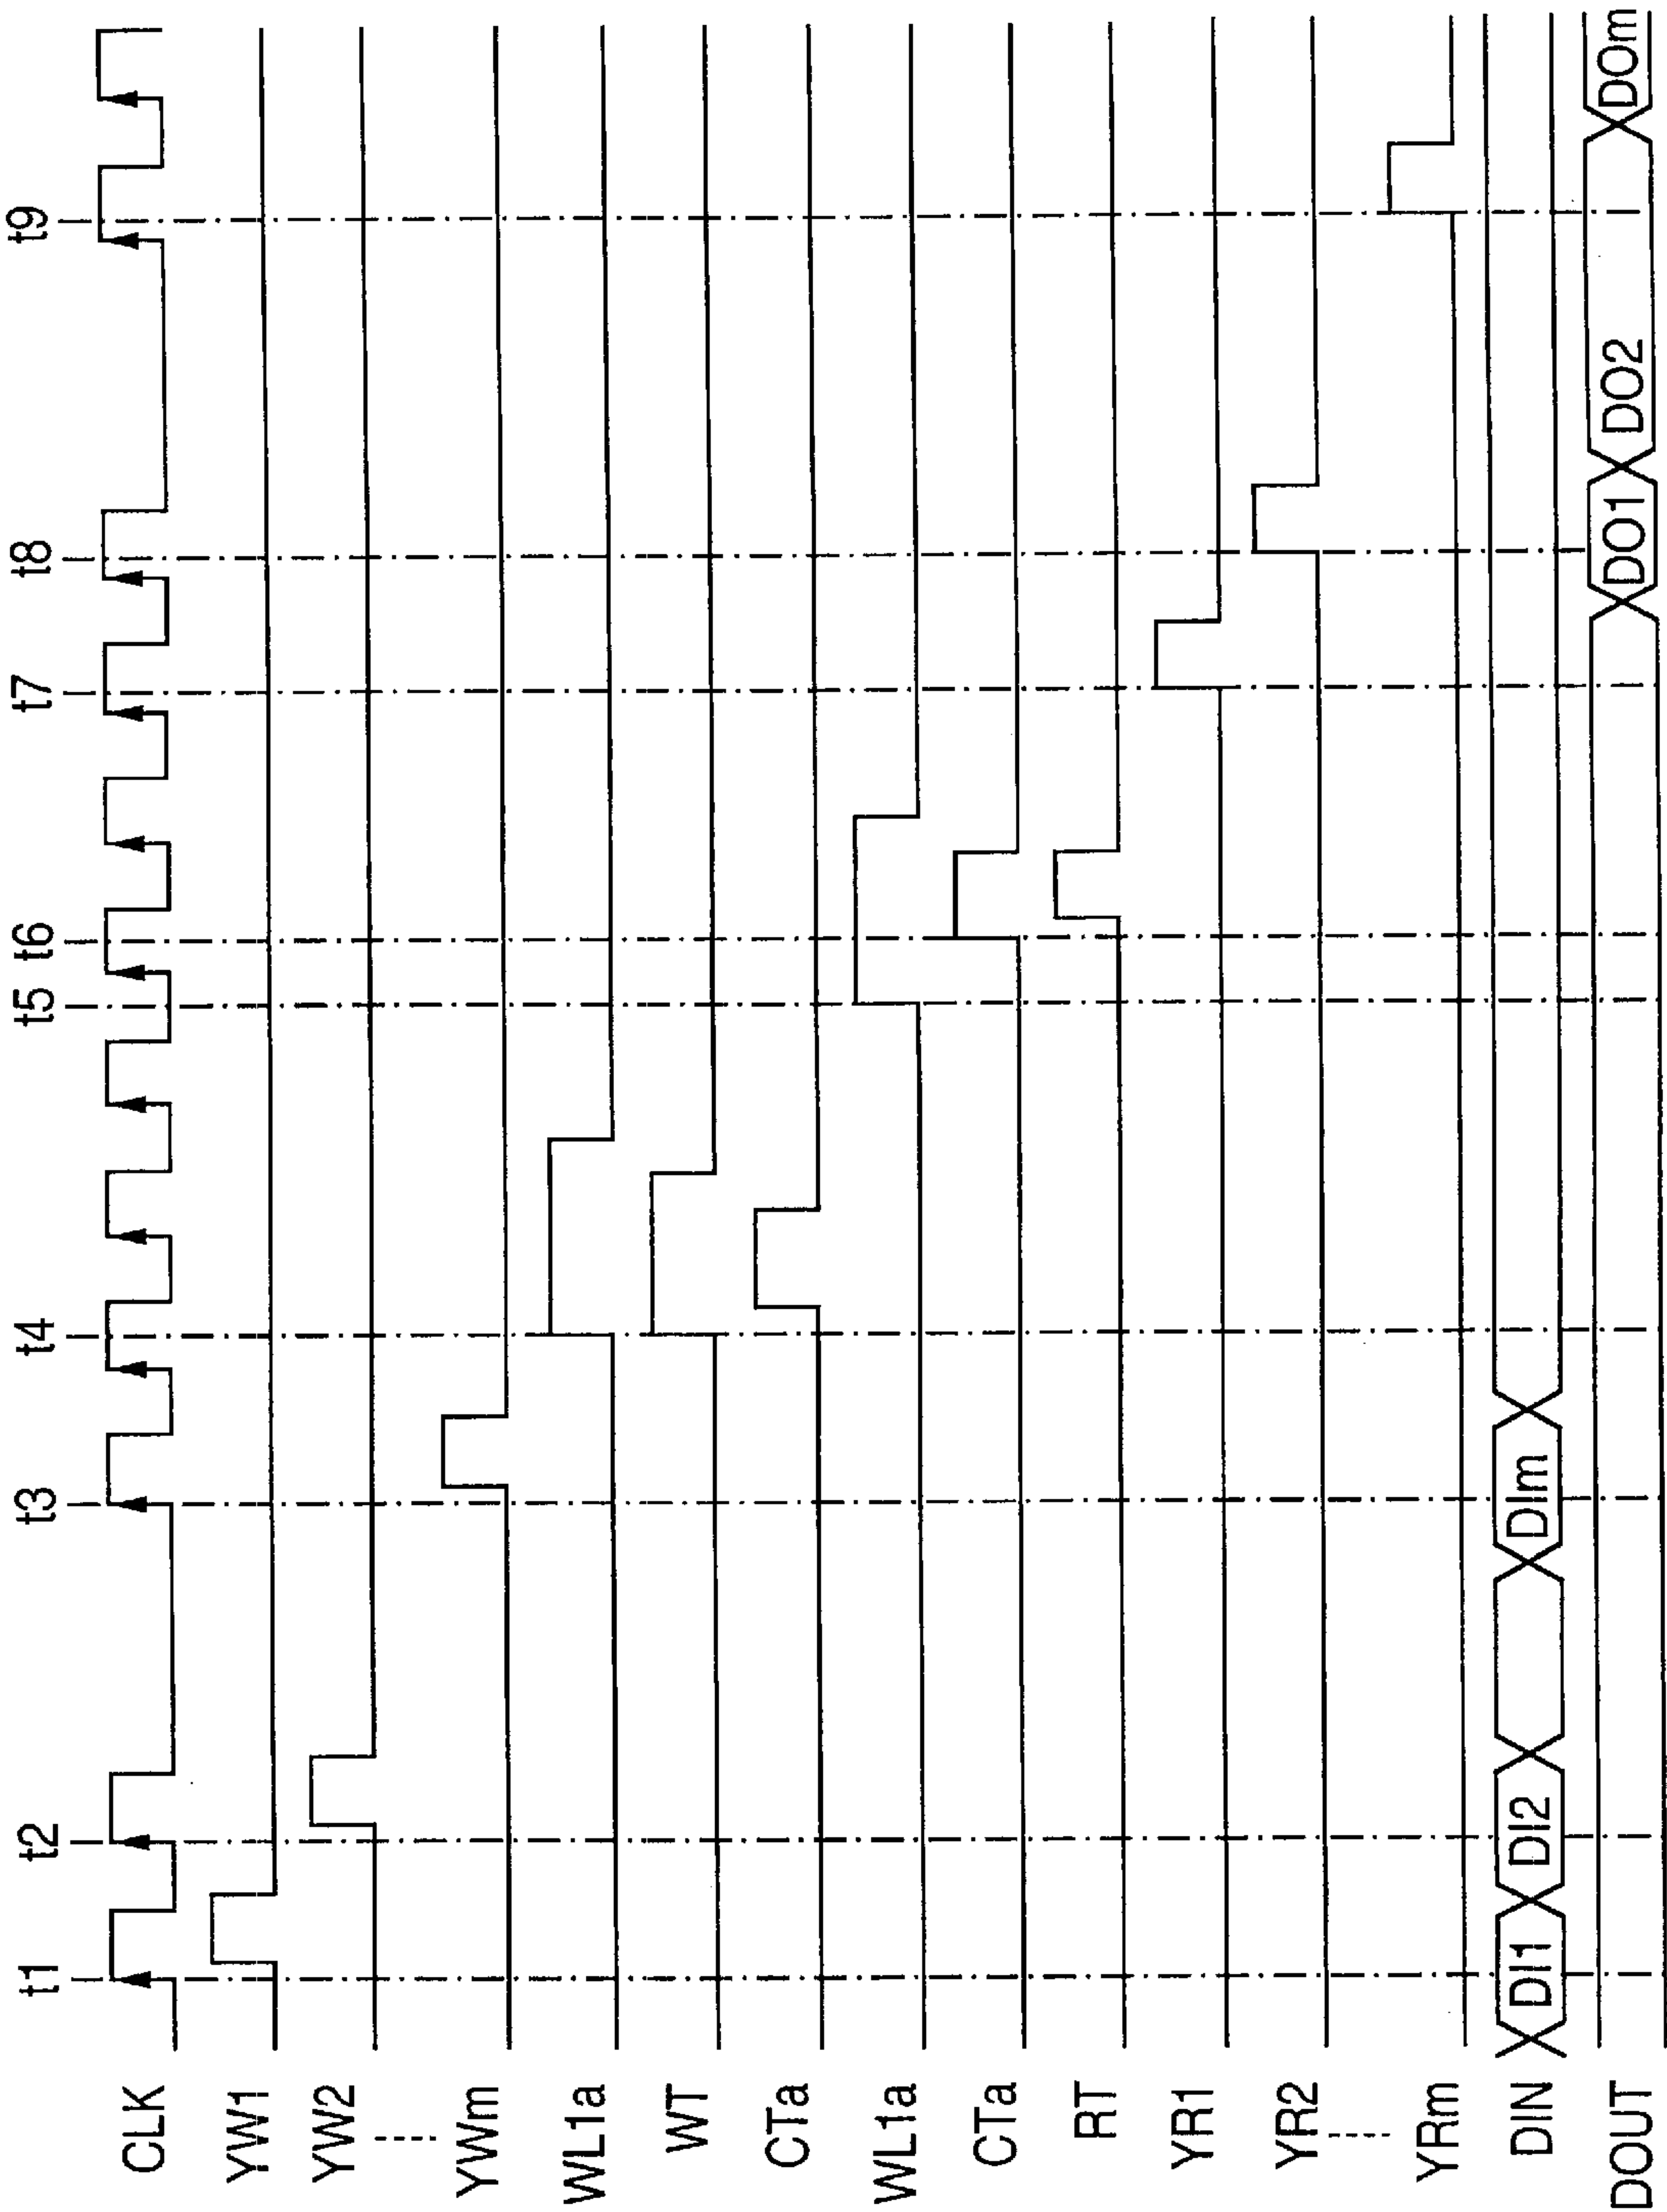 t1 t2 t3 t4 t5 t6 t7 t8 t9
CLK
YW1
YW2
YWm
WL1a
WT
CTa
WL1a
CTa
RT
YR1
YR2
YRm
DIN DI1 DI2 DIm
DOUT DO1 DO2 DOm